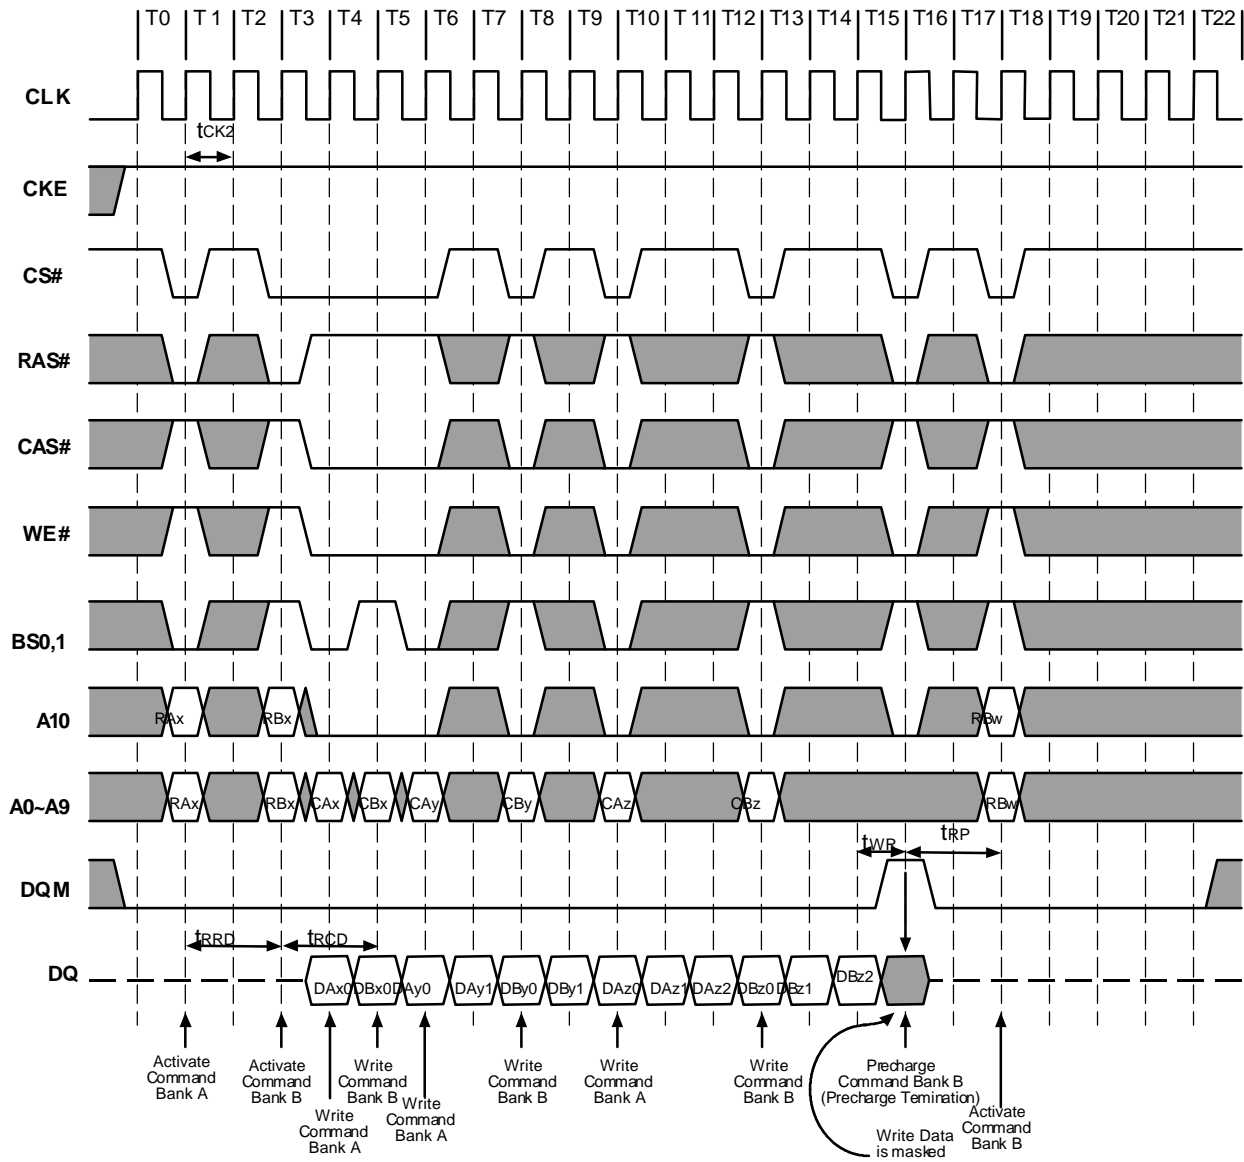 T0 T 1 T2 T3 T4 T5 T6 T7 T8 T9 T10 T 11 T12 T13 T14 T15 T16 T17 T18 T19 T20 T21 T22
CLK
tCK2
CKE
CS#
RAS#
CAS#
WE#
BS0,1
A10
RAx RBx RBw
A0~A9
RAx RBx CAx CBx CAy CBy CAz CBz RBw
tWR tRP
DQM
tRRD tRCD
DQ
DAx0 DBx0 DAy0 DAy1 DBy0 DBy1 DAz0 DAz1 DAz2 DBz0 DBz1 DBz2
Activate
Command
Bank A
Activate
Command
Bank B
Write
Command
Bank A
Write
Command
Bank B
Write
Command
Bank A
Write
Command
Bank B
Write
Command
Bank A
Write
Command
Bank B
Precharge
Command Bank B
(Precharge Temination)
Write Data
is masked
Activate
Command
Bank B